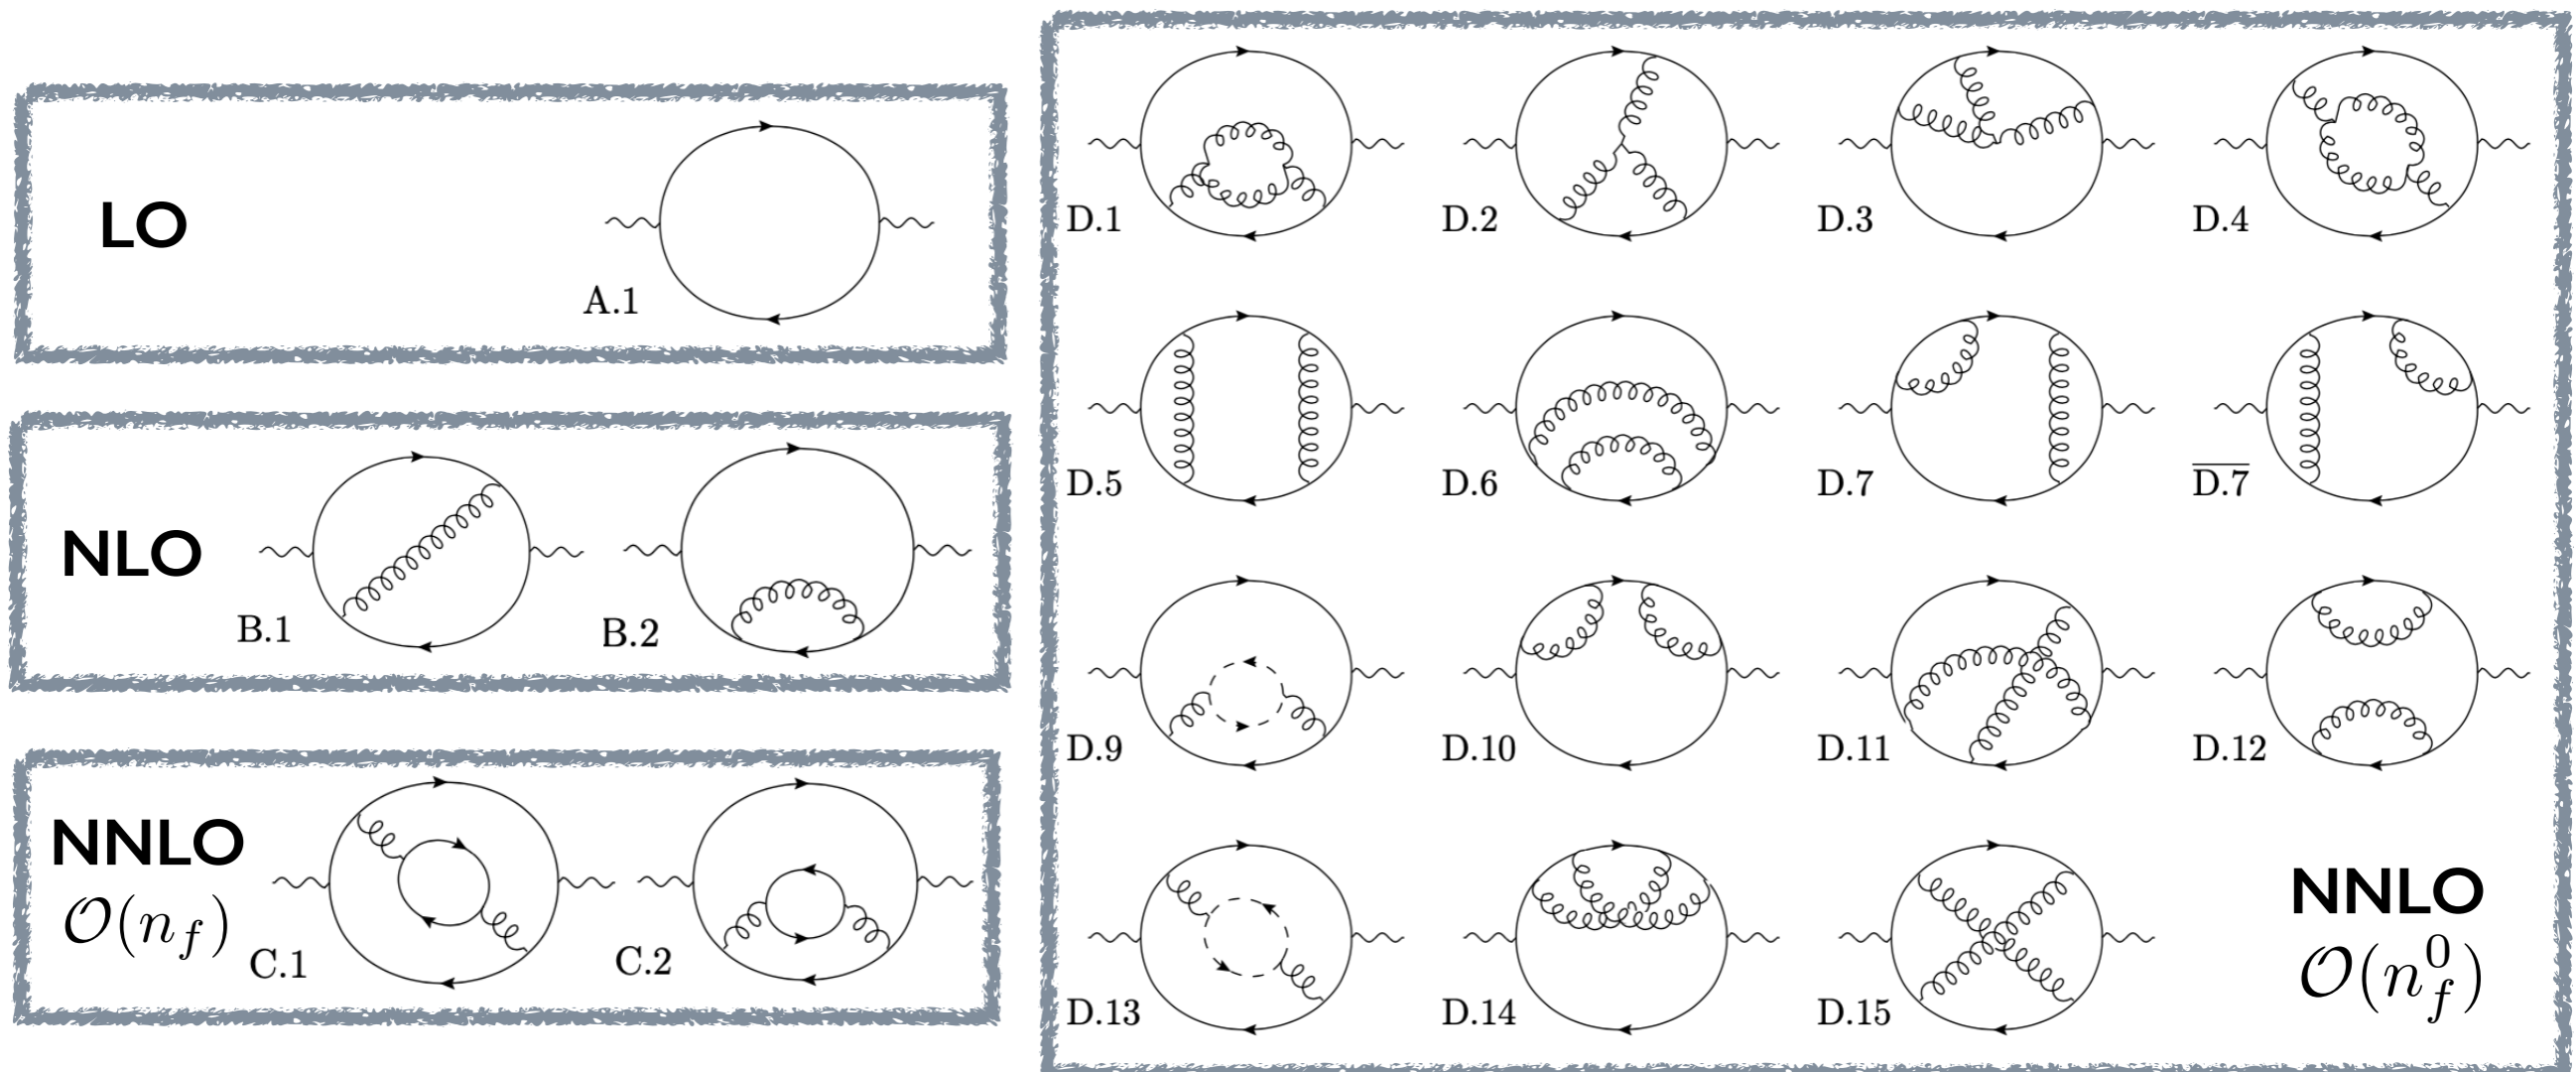 LO
A.1
NLO
B.1
B.2
NNLO
𝒪(n_f)
C.1
C.2
D.1
D.2
D.3
D.4
D.5
D.6
D.7
D̅.̅7̅
D.9
D.10
D.11
D.12
D.13
D.14
D.15
NNLO
𝒪(n_f^0)